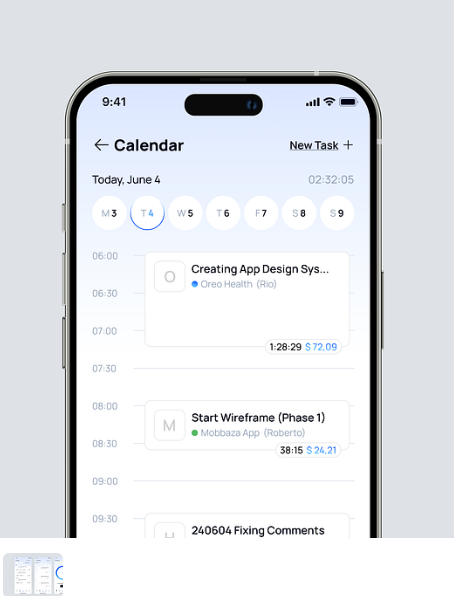 9:41
Calendar
New Task +
Today, June 4
02:32:05
M 3 T 4 W 5 T 6 F 7 S 8 S 9
06:00
O
Creating App Design Sys...
Oreo Health (Rio)
06:30
07:00
1:28:29 $ 72,09
07:30
08:00
M
Start Wireframe (Phase 1)
Mobbaza App (Roberto)
08:30
38:15 $ 24,21
09:00
09:30
240604 Fixing Comments